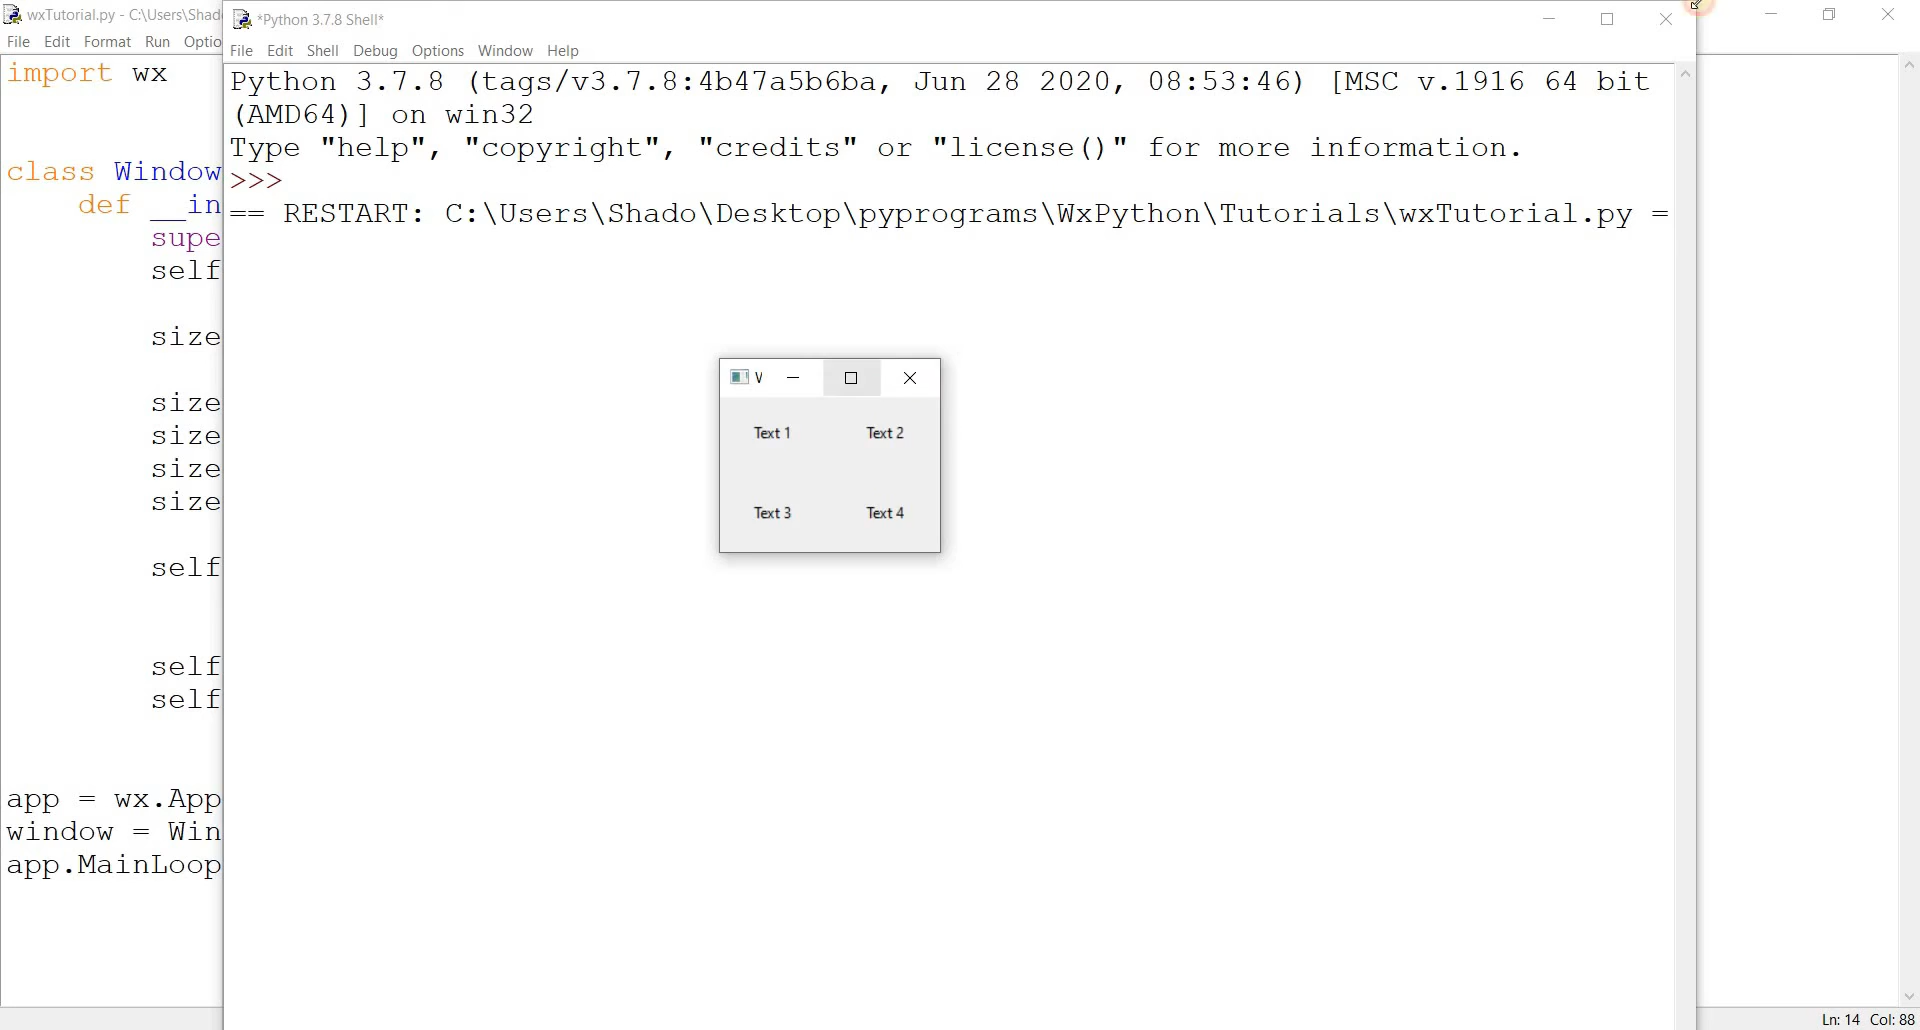 wxTutorial.py - C:\Users\Shad
File Edit Format Run Optio
import wx
class Window
def __in
supe
self
size
size
size
size
size
self
self
self
app = wx.App
window = Win
app.MainLoop
*Python 3.7.8 Shell*
File Edit Shell Debug Options Window Help
Python 3.7.8 (tags/v3.7.8:4b47a5b6ba, Jun 28 2020, 08:53:46) [MSC v.1916 64 bit
(AMD64)] on win32
Type "help", "copyright", "credits" or "license()" for more information.
>>>
== RESTART: C:\Users\Shado\Desktop\pyprograms\WxPython\Tutorials\wxTutorial.py =
Text 1 Text 2
Text 3 Text 4
Ln: 14 Col: 88